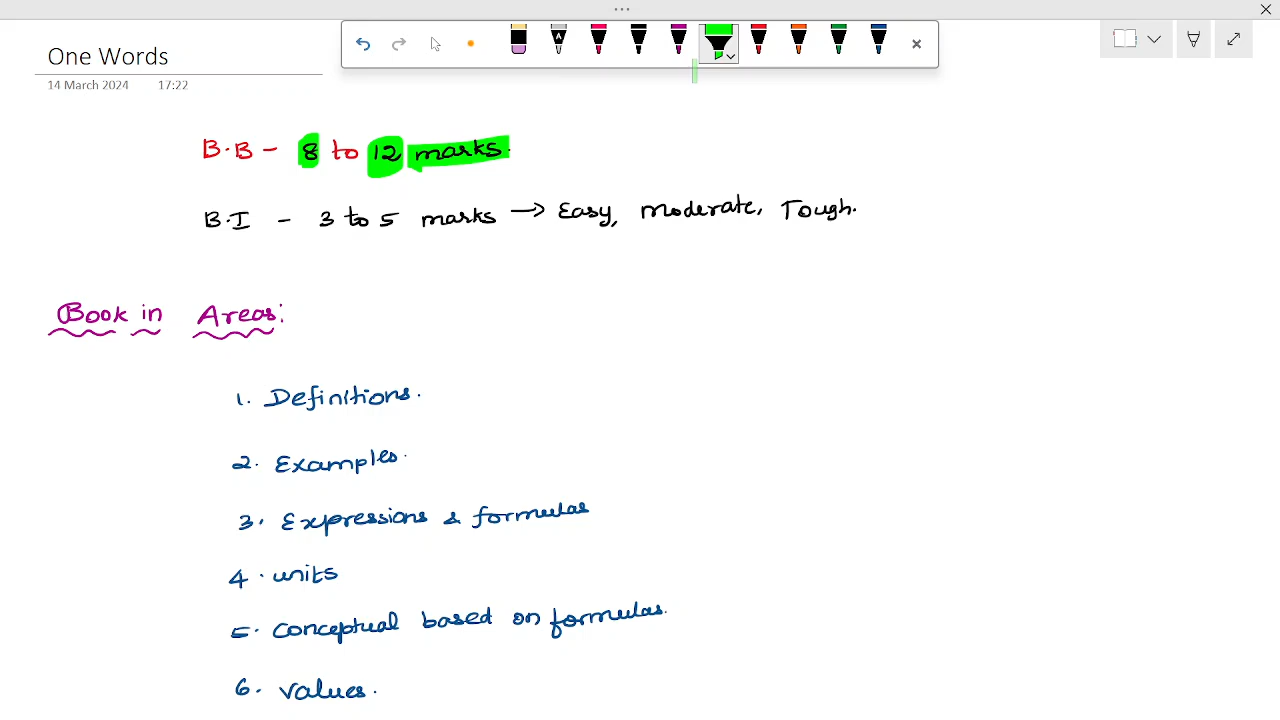 One Words
14 March 2024 17:22
B.B - 8 to 12 marks.
B.I - 3 to 5 marks → Easy, moderate, Tough.
Book in Areas:
1. Definitions.
2. Examples.
3. Expressions & formulas
4. units
5. conceptual based on formulas.
6. values.